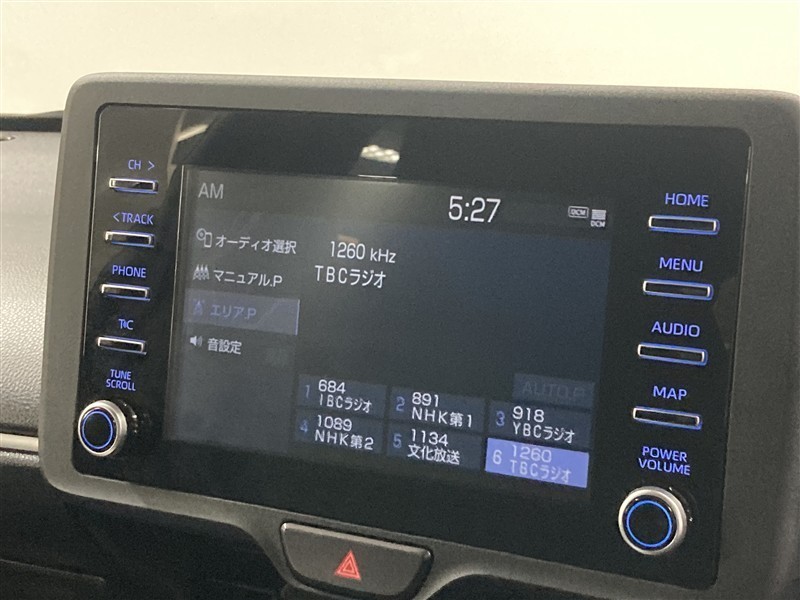 CH >
<TRACK
PHONE
T&C
TUNE
SCROLL
AM
5:27
DCM
DCM
オーディオ選択
マニュアル.P
エリア.P
音設定
1260 kHz
TBCラジオ
AUTO.P
1 684
IBCラジオ
2 891
NHK第1
3 918
YBCラジオ
4 1089
NHK第2
5 1134
文化放送
6 1260
TBCラジオ
HOME
MENU
AUDIO
MAP
POWER
VOLUME